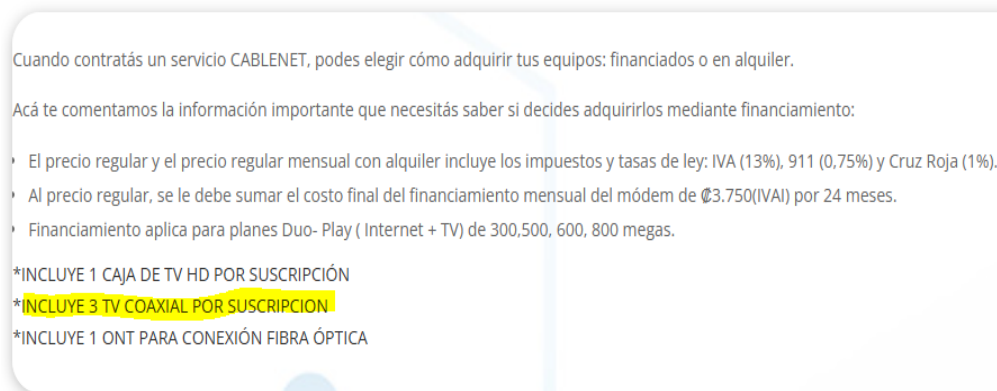 Cuando contratás un servicio CABLENET, podes elegir cómo adquirir tus equipos: financiados o en alquiler.
Acá te comentamos la información importante que necesitás saber si decides adquirirlos mediante financiamiento:
• El precio regular y el precio regular mensual con alquiler incluye los impuestos y tasas de ley: IVA (13%), 911 (0,75%) y Cruz Roja (1%).
• Al precio regular, se le debe sumar el costo final del financiamiento mensual del módem de ₡3.750(IVAI) por 24 meses.
• Financiamiento aplica para planes Duo- Play ( Internet + TV) de 300,500, 600, 800 megas.
*INCLUYE 1 CAJA DE TV HD POR SUSCRIPCIÓN
*INCLUYE 3 TV COAXIAL POR SUSCRIPCION
*INCLUYE 1 ONT PARA CONEXIÓN FIBRA ÓPTICA